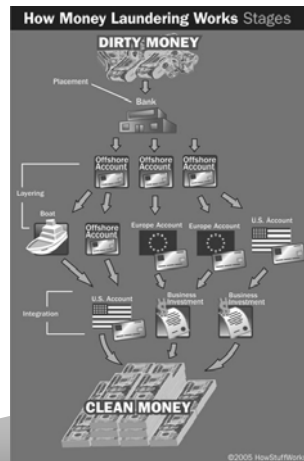 How Money Laundering Works Stages
DIRTY MONEY
Placement
Bank
Offshore Account
Offshore Account
Offshore Account
Layering
Boat
Offshore Account
Europe Account
Europe Account
U.S. Account
Integration
U.S. Account
Business Investment
Business Investment
CLEAN MONEY
©2005 HowStuffWorks